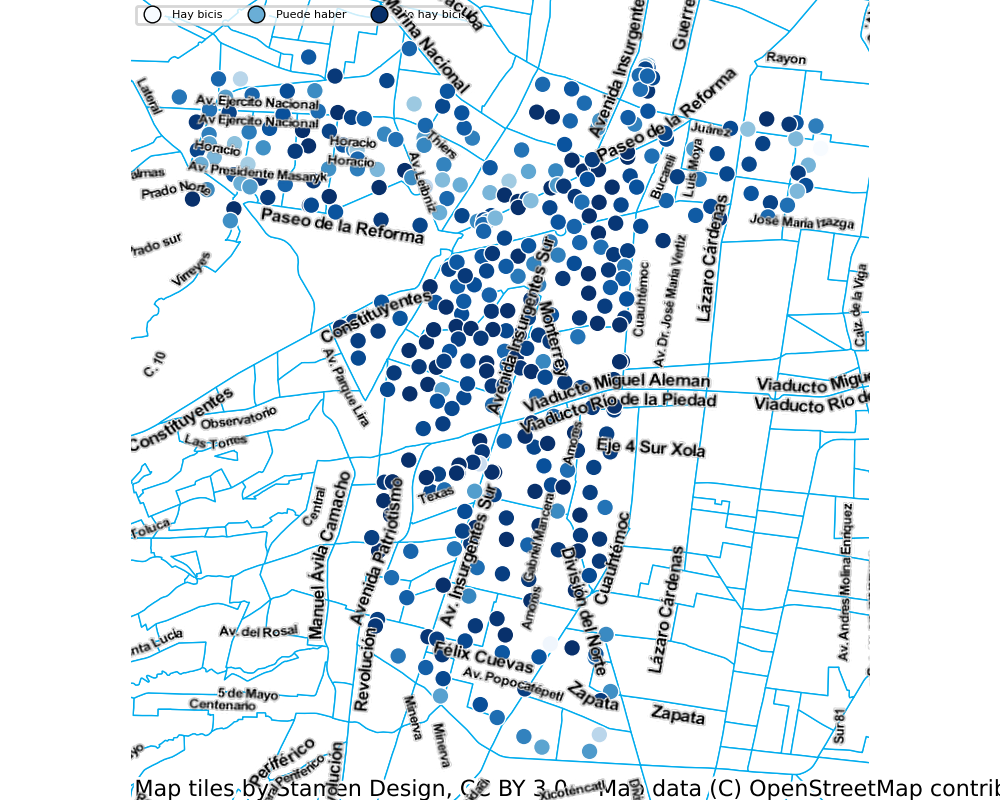 Hay bicis
Puede haber
No hay bicis
Marina Nacional
Avenida Insurgentes
Rayon
Lateral
Av. Ejercito Nacional
Av Ejercito Nacional
Paseo de la Reforma
Juárez
Horacio
Horacio
Horacio
Thiers
Luis Moya
Bucareli
Av. Presidente Masaryk
Av. Leibniz
Prado Norte
Paseo de la Reforma
José María Izazga
Prado sur
Virreyes
Lázaro Cárdenas
Av. Dr. José María Vertiz
Cuauhtémoc
Calz. de la Viga
Constituyentes
Avenida Insurgentes Sur
Monterrey
C. 10
Av. Parque Lira
Viaducto Miguel Aleman
Viaducto Migue
Viaducto Río de la Piedad
Viaducto Río de
Constituyentes
Observatorio
Las Torres
Amores
Eje 4 Sur Xola
Texas
Central
Toluca
Manuel Ávila Camacho
Avenida Patriotismo
Av. Insurgentes Sur
Gabriel Mancera
Amores
División del Norte
Cuauhtémoc
Lázaro Cárdenas
Av. Andres Molina Enriquez
Av. del Rosal
Revolución
Félix Cuevas
Av. Popocatépetl
Zapata
Zapata
5 de Mayo
Centenario
Minerva
Minerva
Sur 81
Periférico
Periferico
Xicoténcatl
Map tiles by Stamen Design, CC BY 3.0 -- Map data (C) OpenStreetMap contrib